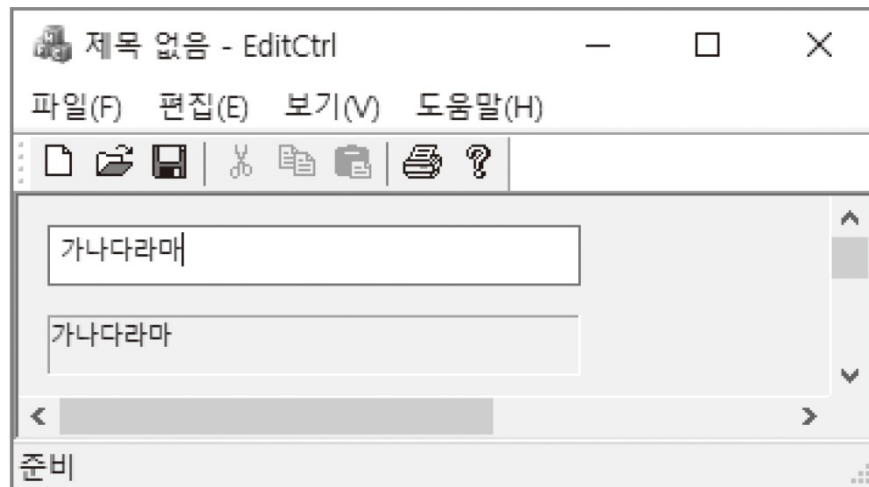 제목 없음 - EditCtrl
파일(F) 편집(E) 보기(V) 도움말(H)
가나다라마
가나다라마
준비